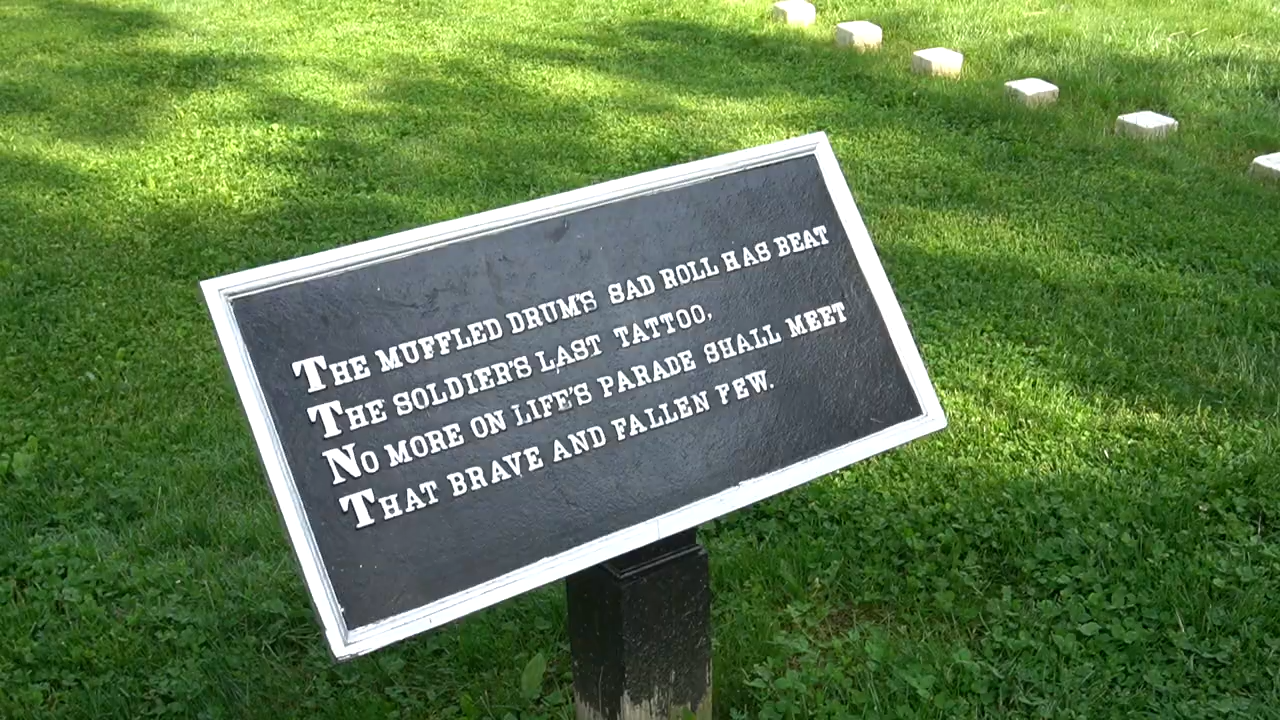 THE MUFFLED DRUM'S SAD ROLL HAS BEAT
THE SOLDIER'S LAST TATTOO,
NO MORE ON LIFE'S PARADE SHALL MEET
THAT BRAVE AND FALLEN FEW.